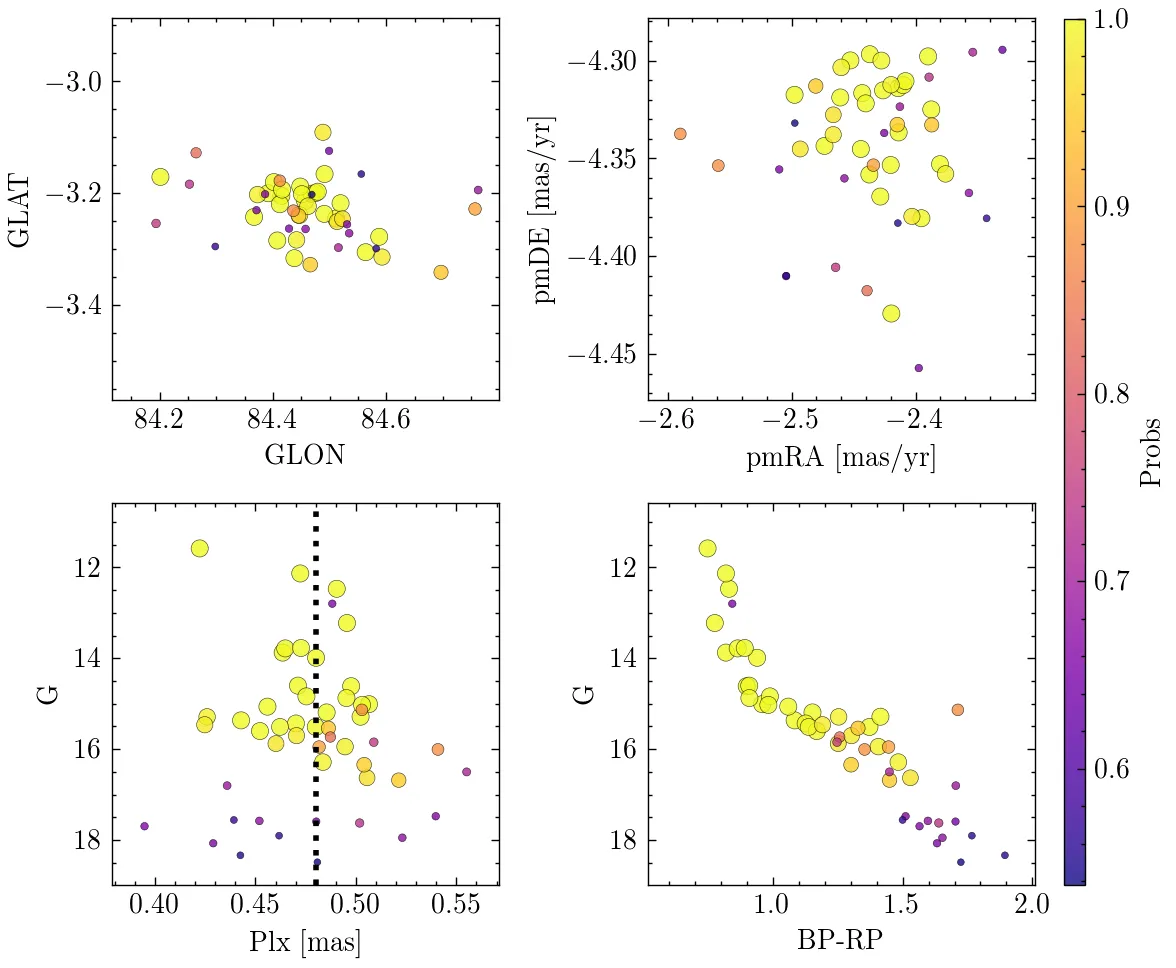 −3.0
−3.2
−3.4
GLAT
84.2 84.4 84.6
GLON
−4.30
−4.35
−4.40
−4.45
pmDE [mas/yr]
−2.6 −2.5 −2.4
pmRA [mas/yr]
1.0
0.9
0.8
0.7
0.6
Probs
12
14
16
18
G
0.40 0.45 0.50 0.55
Plx [mas]
12
14
16
18
G
1.0 1.5 2.0
BP-RP